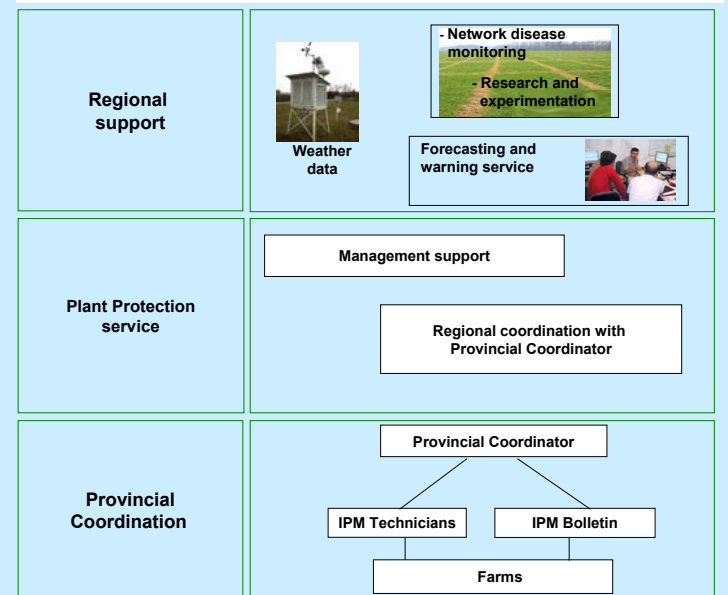 Regional
support
- Network disease
monitoring
- Research and
experimentation
Weather
data
Forecasting and
warning service
Plant Protection
service
Management support
Regional coordination with
Provincial Coordinator
Provincial
Coordination
Provincial Coordinator
IPM Technicians
IPM Bolletin
Farms